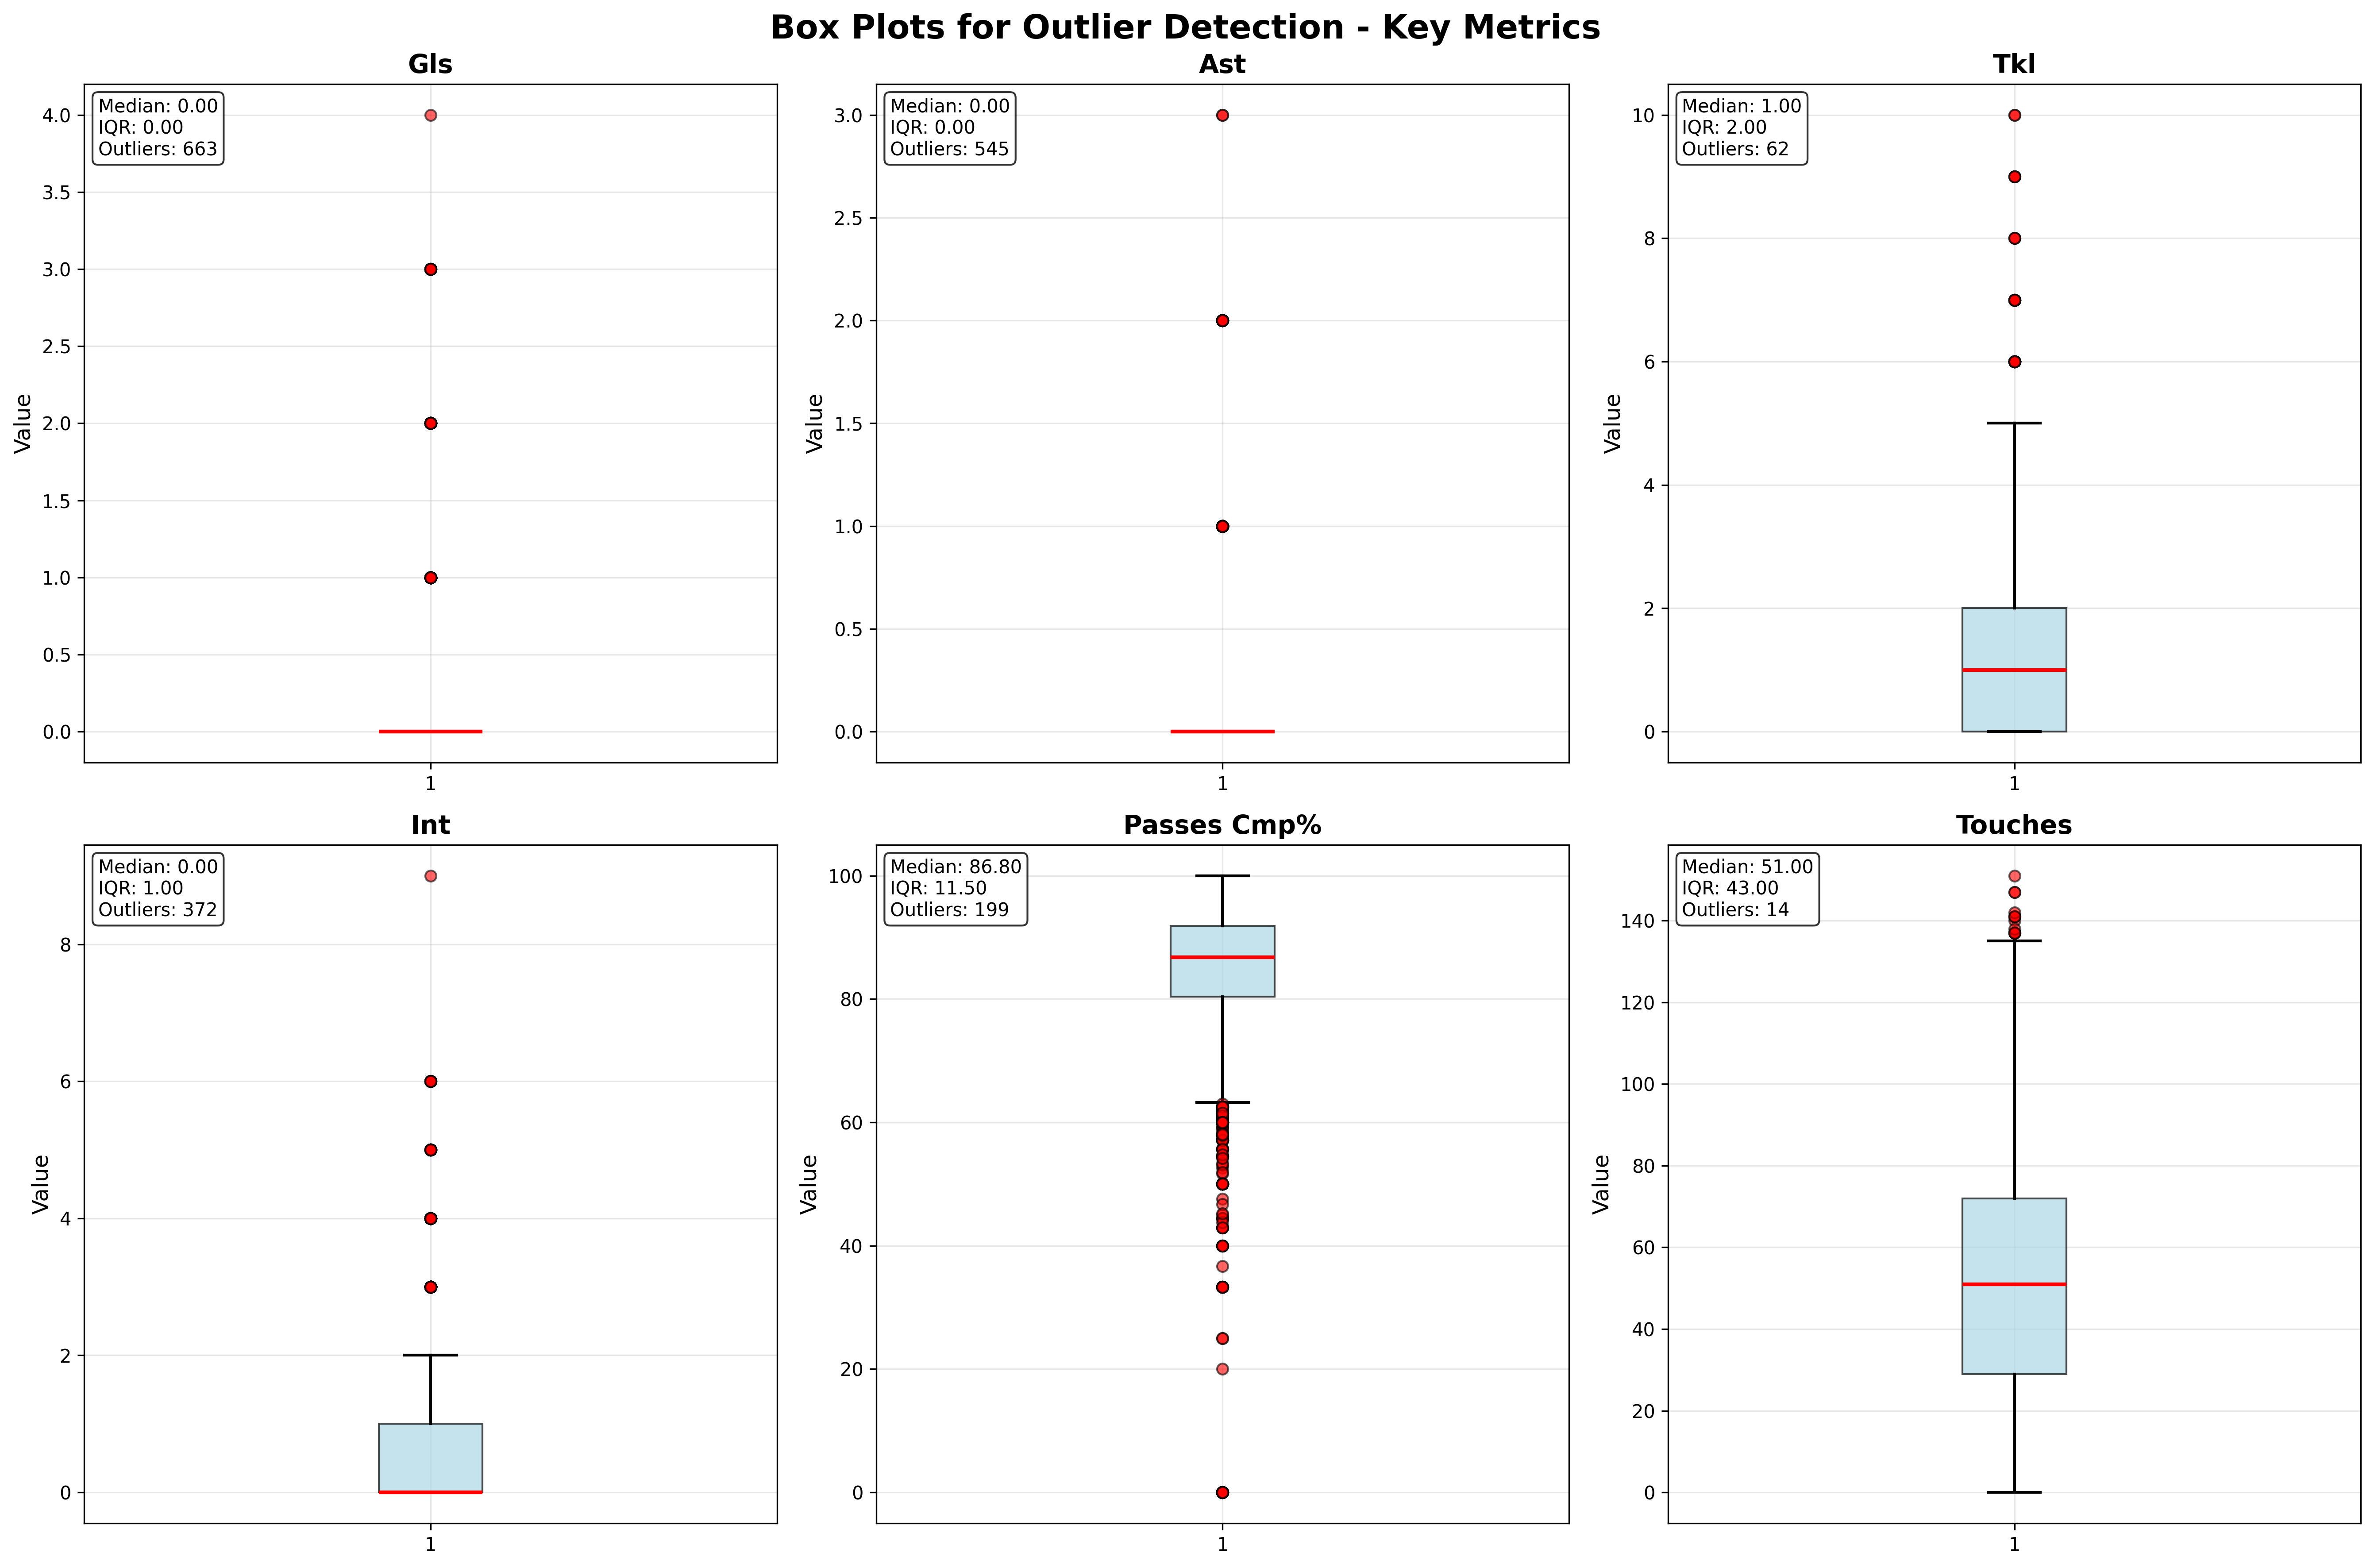 Box Plots for Outlier Detection - Key Metrics
Gls
Median: 0.00
IQR: 0.00
Outliers: 663
4.0
3.5
3.0
2.5
2.0
1.5
1.0
0.5
0.0
Value
1
Ast
Median: 0.00
IQR: 0.00
Outliers: 545
3.0
2.5
2.0
1.5
1.0
0.5
0.0
Value
1
Tkl
Median: 1.00
IQR: 2.00
Outliers: 62
10
8
6
4
2
0
Value
1
Int
Median: 0.00
IQR: 1.00
Outliers: 372
8
6
4
2
0
Value
1
Passes Cmp%
Median: 86.80
IQR: 11.50
Outliers: 199
100
80
60
40
20
0
Value
1
Touches
Median: 51.00
IQR: 43.00
Outliers: 14
140
120
100
80
60
40
20
0
Value
1